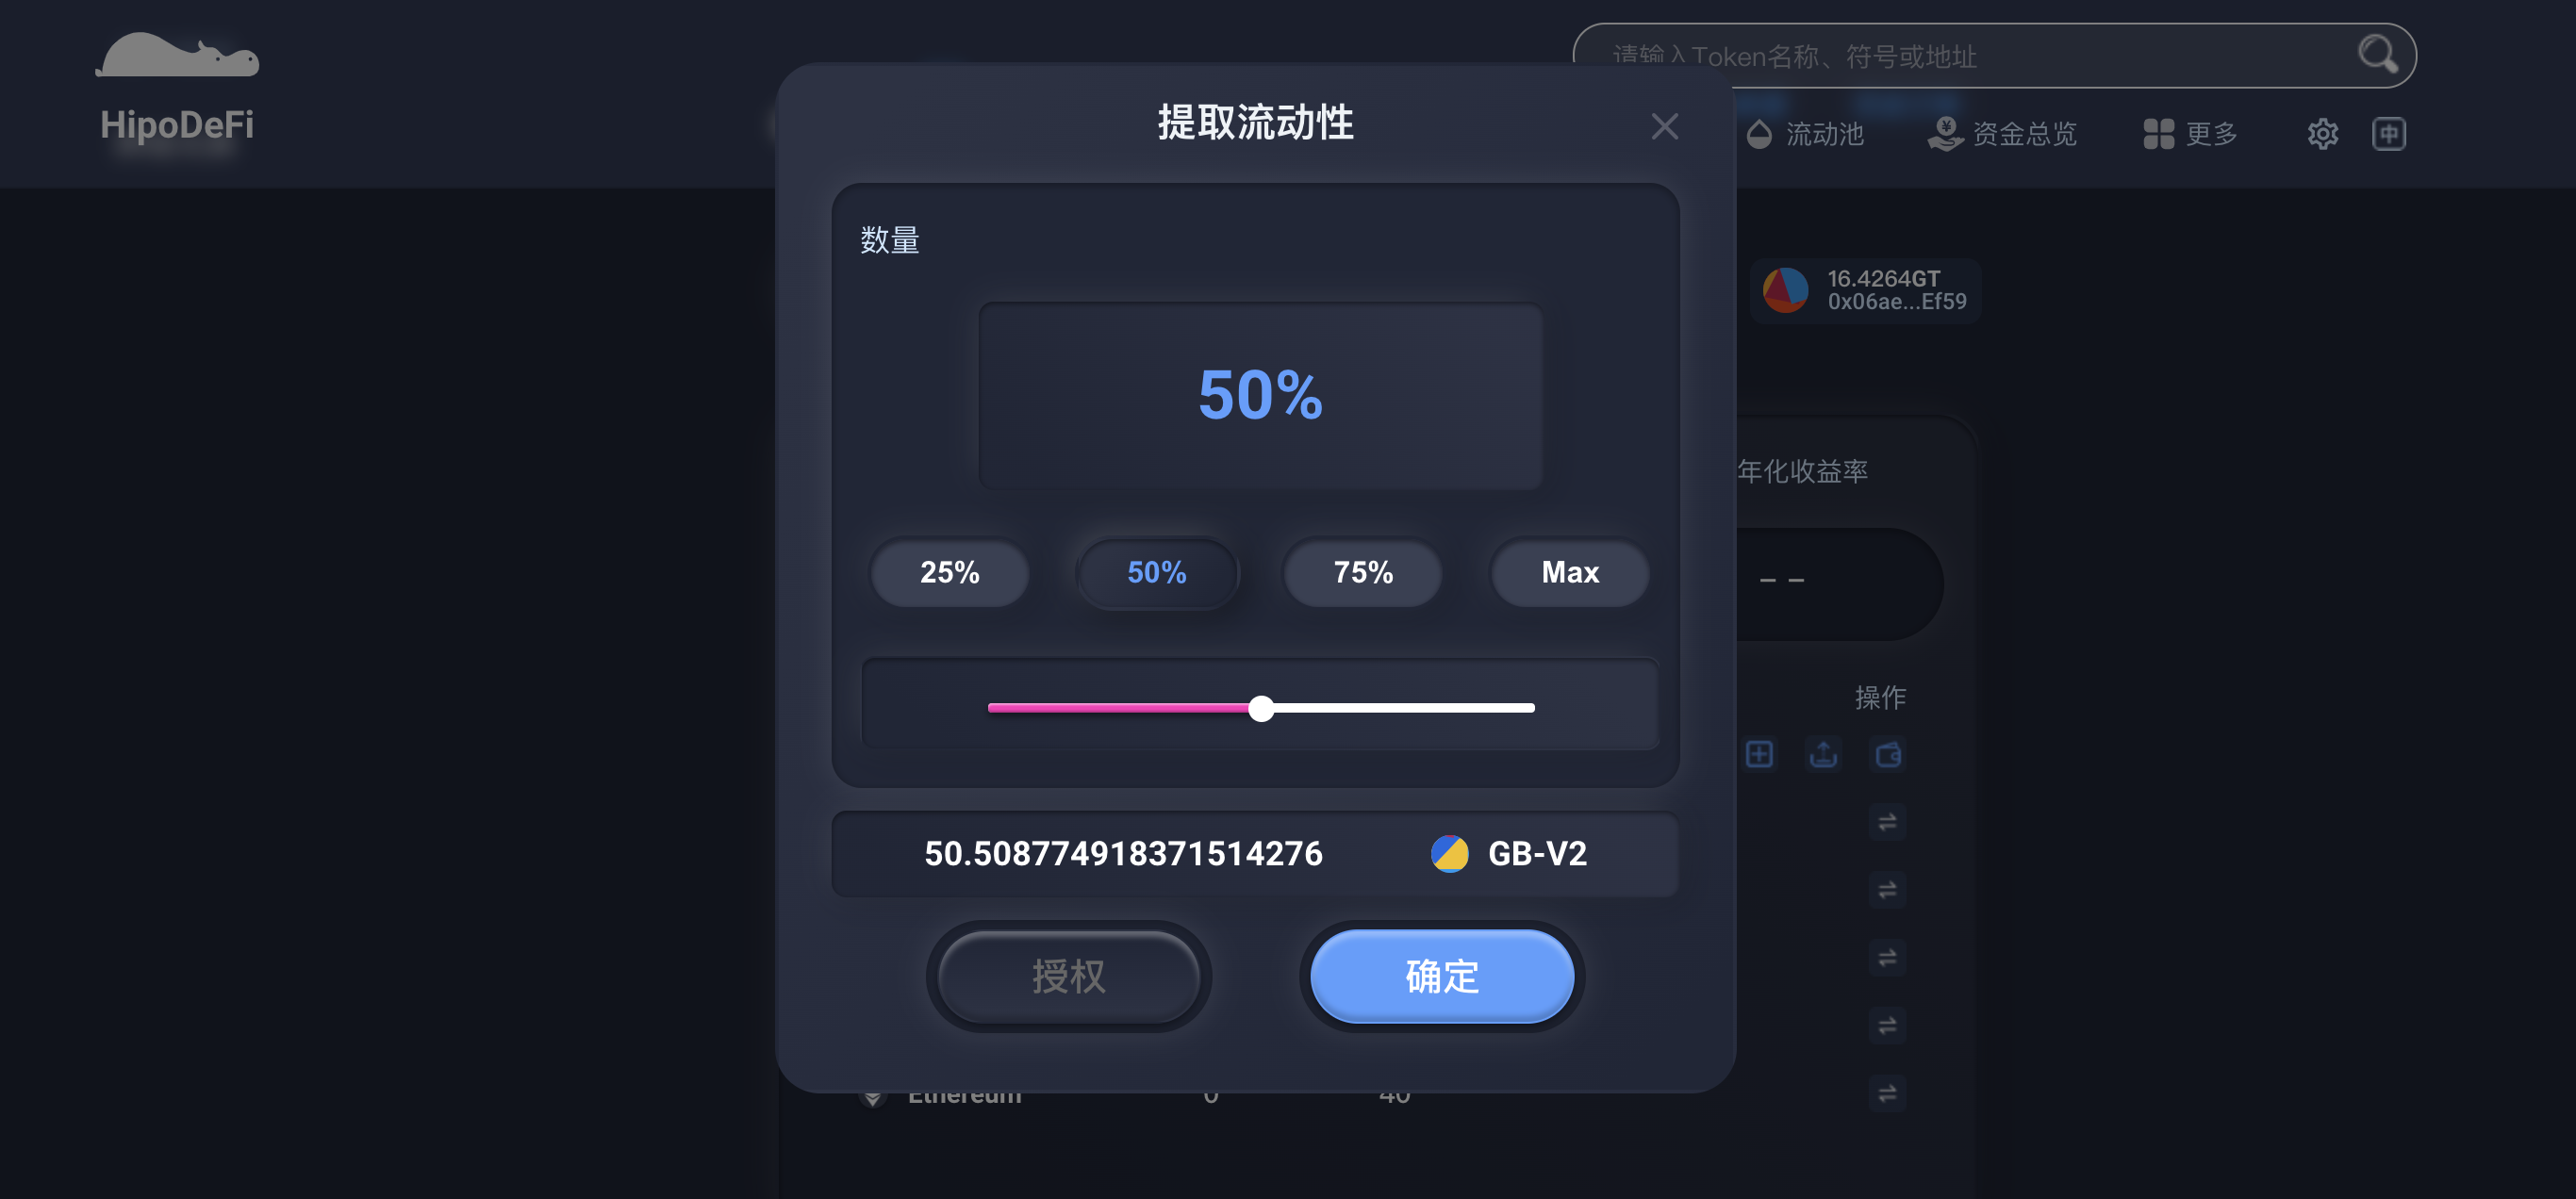 请输入Token名称、符号或地址
HipoDeFi
提取流动性
流动池
资金总览
更多
中
数量
16.4264GT
0x06ae...Ef59
50%
年化收益率
25%
50%
75%
Max
– –
操作
50.508774918371514276
GB-V2
授权
确定
Ethereum
0
40